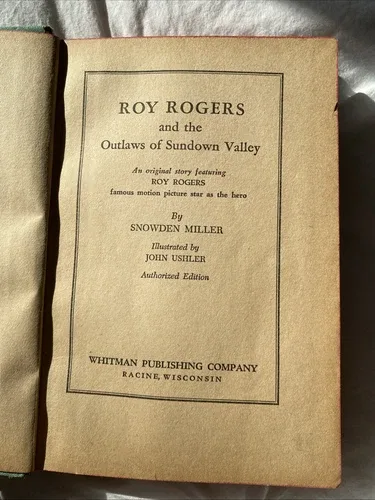 ROY ROGERS
and the
Outlaws of Sundown Valley
An original story featuring
ROY ROGERS
famous motion picture star as the hero
By
SNOWDEN MILLER
Illustrated by
JOHN USHLER
Authorized Edition
WHITMAN PUBLISHING COMPANY
RACINE, WISCONSIN